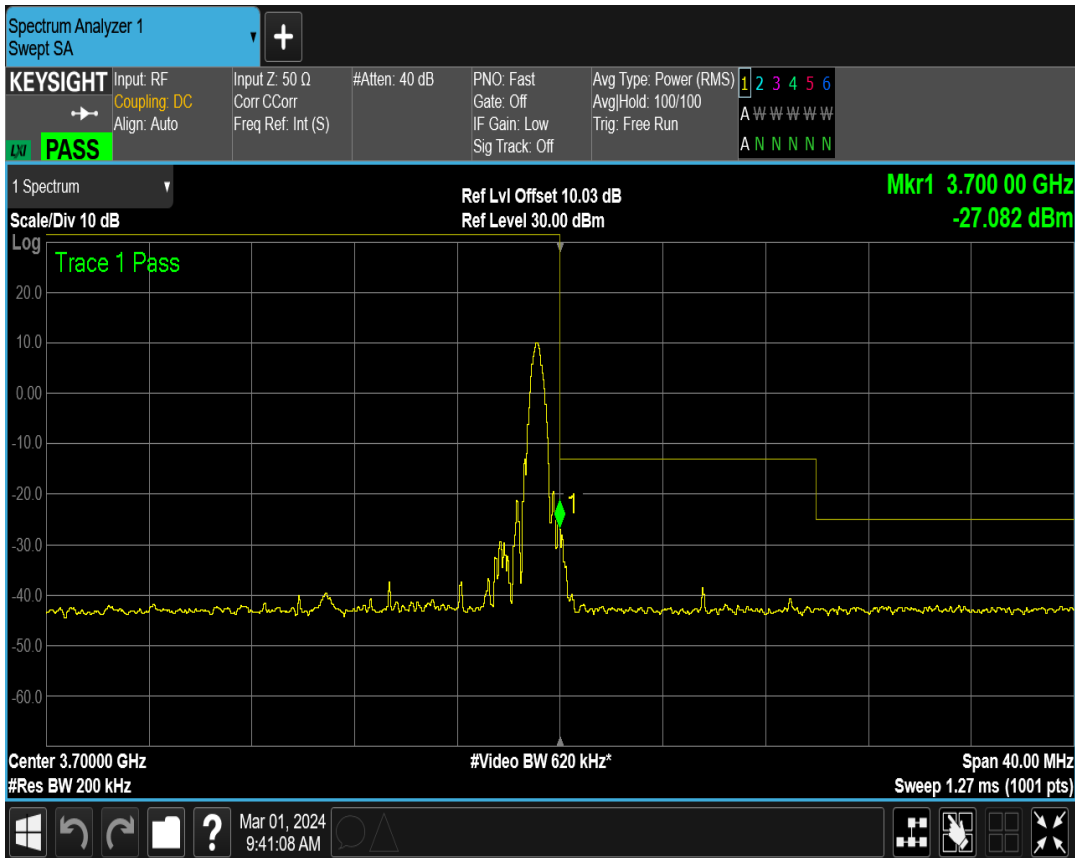 Spectrum Analyzer 1
Swept SA
+
KEYSIGHT
LXI PASS
Input: RF
Coupling: DC
Align: Auto
Input Z: 50 Ω
Corr CCorr
Freq Ref: Int (S)
#Atten: 40 dB
PNO: Fast
Gate: Off
IF Gain: Low
Sig Track: Off
Avg Type: Power (RMS)
Avg|Hold: 100/100
Trig: Free Run
1 2 3 4 5 6
A W W W W W
A N N N N N
1 Spectrum
Scale/Div 10 dB
Ref Lvl Offset 10.03 dB
Ref Level 30.00 dBm
Mkr1 3.700 00 GHz
-27.082 dBm
Log
Trace 1 Pass
20.0
10.0
0.00
-10.0
-20.0
1
-30.0
-40.0
-50.0
-60.0
Center 3.70000 GHz
#Video BW 620 kHz*
Span 40.00 MHz
#Res BW 200 kHz
Sweep 1.27 ms (1001 pts)
?
Mar 01, 2024
9:41:08 AM